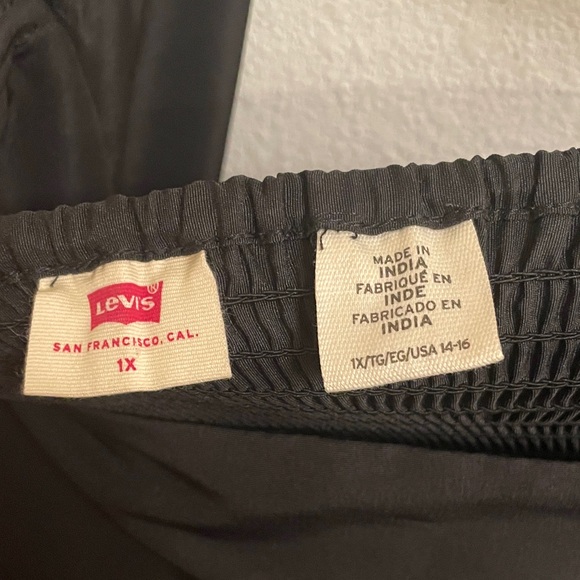 Levi's®
SAN FRANCISCO, CAL.
1X
MADE IN
INDIA
FABRIQUÉ EN
INDE
FABRICADO EN
INDIA
1X/TG/EG/USA 14-16